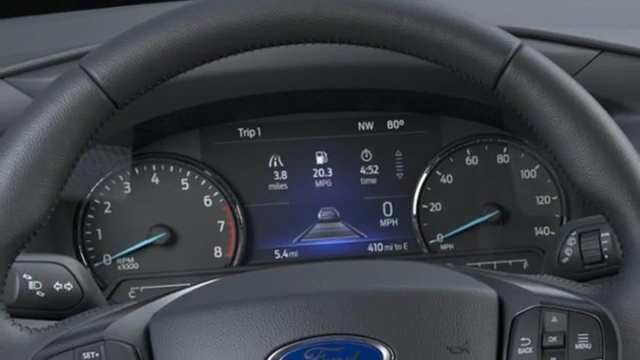 Trip 1 NW 80°
3.8 20.3 4:52
miles MPG time
0
MPH
5.4 mi 410 mi to E
0 1 2 3 4 5 6 7 8
RPM
x1000
0 20 40 60 80 100 120 140
MPH
C
SET+
Ford
BACK OK MENU